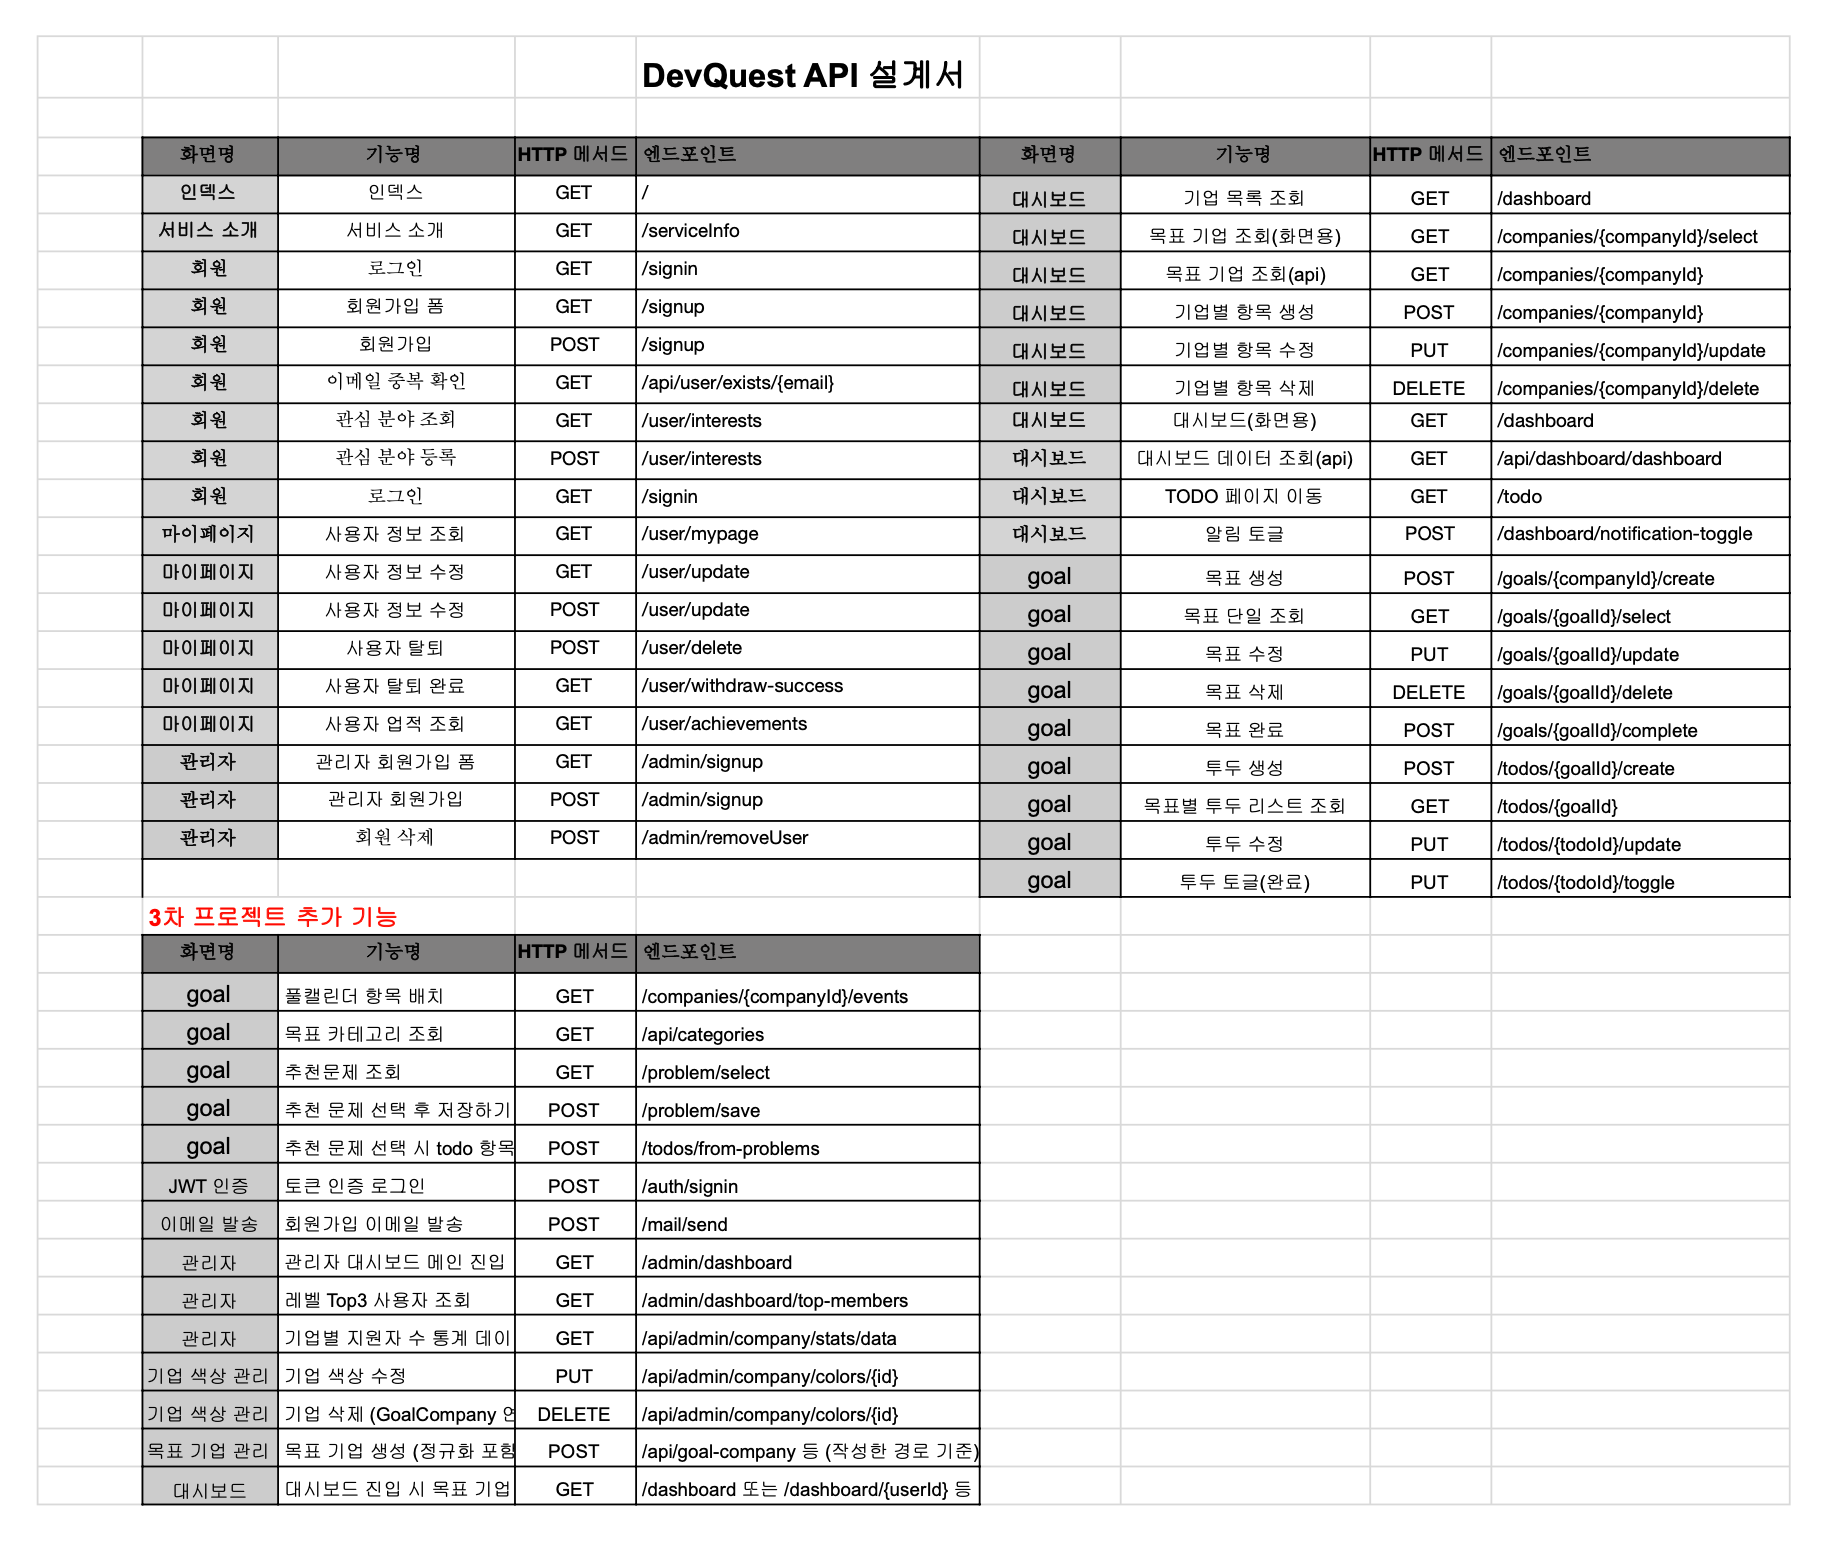 DevQuest API 설계서
화면명 기능명 HTTP 메서드 엔드포인트 화면명 기능명 HTTP 메서드 엔드포인트
인덱스 인덱스 GET / 대시보드 기업 목록 조회 GET /dashboard
서비스 소개 서비스 소개 GET /serviceInfo 대시보드 목표 기업 조회(화면용) GET /companies/{companyId}/select
회원 로그인 GET /signin 대시보드 목표 기업 조회(api) GET /companies/{companyId}
회원 회원가입 폼 GET /signup 대시보드 기업별 항목 생성 POST /companies/{companyId}
회원 회원가입 POST /signup 대시보드 기업별 항목 수정 PUT /companies/{companyId}/update
회원 이메일 중복 확인 GET /api/user/exists/{email} 대시보드 기업별 항목 삭제 DELETE /companies/{companyId}/delete
회원 관심 분야 조회 GET /user/interests 대시보드 대시보드(화면용) GET /dashboard
회원 관심 분야 등록 POST /user/interests 대시보드 대시보드 데이터 조회(api) GET /api/dashboard/dashboard
회원 로그인 GET /signin 대시보드 TODO 페이지 이동 GET /todo
마이페이지 사용자 정보 조회 GET /user/mypage 대시보드 알림 토글 POST /dashboard/notification-toggle
마이페이지 사용자 정보 수정 GET /user/update goal 목표 생성 POST /goals/{companyId}/create
마이페이지 사용자 정보 수정 POST /user/update goal 목표 단일 조회 GET /goals/{goalId}/select
마이페이지 사용자 탈퇴 POST /user/delete goal 목표 수정 PUT /goals/{goalId}/update
마이페이지 사용자 탈퇴 완료 GET /user/withdraw-success goal 목표 삭제 DELETE /goals/{goalId}/delete
마이페이지 사용자 업적 조회 GET /user/achievements goal 목표 완료 POST /goals/{goalId}/complete
관리자 관리자 회원가입 폼 GET /admin/signup goal 투두 생성 POST /todos/{goalId}/create
관리자 관리자 회원가입 POST /admin/signup goal 목표별 투두 리스트 조회 GET /todos/{goalId}
관리자 회원 삭제 POST /admin/removeUser goal 투두 수정 PUT /todos/{todoId}/update
goal 투두 토글(완료) PUT /todos/{todoId}/toggle
3차 프로젝트 추가 기능
화면명 기능명 HTTP 메서드 엔드포인트
goal 풀캘린더 항목 배치 GET /companies/{companyId}/events
goal 목표 카테고리 조회 GET /api/categories
goal 추천문제 조회 GET /problem/select
goal 추천 문제 선택 후 저장하기 POST /problem/save
goal 추천 문제 선택 시 todo 항목 POST /todos/from-problems
JWT 인증 토큰 인증 로그인 POST /auth/signin
이메일 발송 회원가입 이메일 발송 POST /mail/send
관리자 관리자 대시보드 메인 진입 GET /admin/dashboard
관리자 레벨 Top3 사용자 조회 GET /admin/dashboard/top-members
관리자 기업별 지원자 수 통계 데이 GET /api/admin/company/stats/data
기업 색상 관리 기업 색상 수정 PUT /api/admin/company/colors/{id}
기업 색상 관리 기업 삭제 (GoalCompany DELETE /api/admin/company/colors/{id}
목표 기업 관리 목표 기업 생성 (정규화 포함 POST /api/goal-company 등 (작성한 경로 기준)
대시보드 대시보드 진입 시 목표 기업 GET /dashboard 또는 /dashboard/{userId} 등